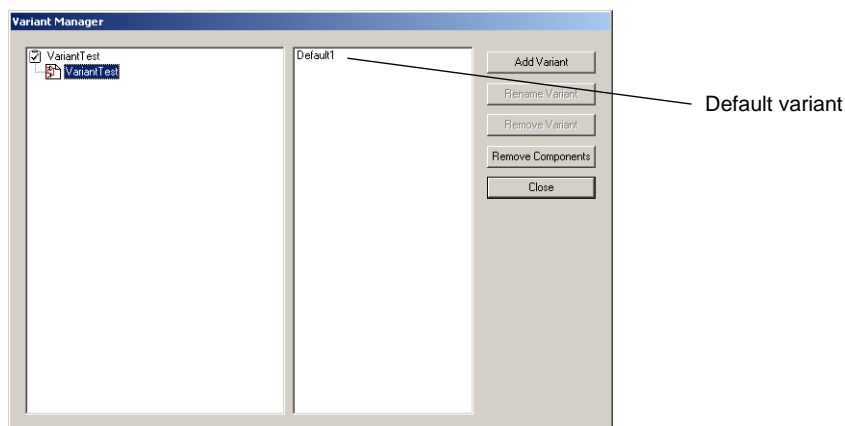 Variant Manager
VariantTest
VariantTest
Default1
Add Variant
Rename Variant
Remove Variant
Remove Components
Close
Default variant